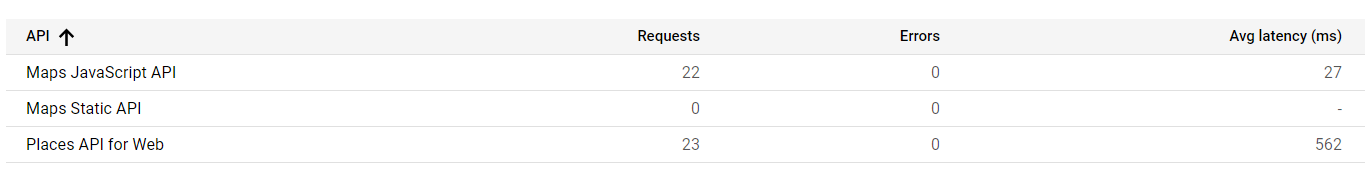 API ↑ Requests Errors Avg latency (ms)
Maps JavaScript API 22 0 27
Maps Static API 0 0 -
Places API for Web 23 0 562